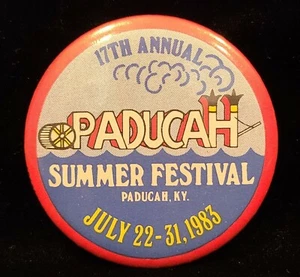 17TH ANNUAL
PADUCAH
SUMMER FESTIVAL
PADUCAH, KY.
JULY 22-31, 1983